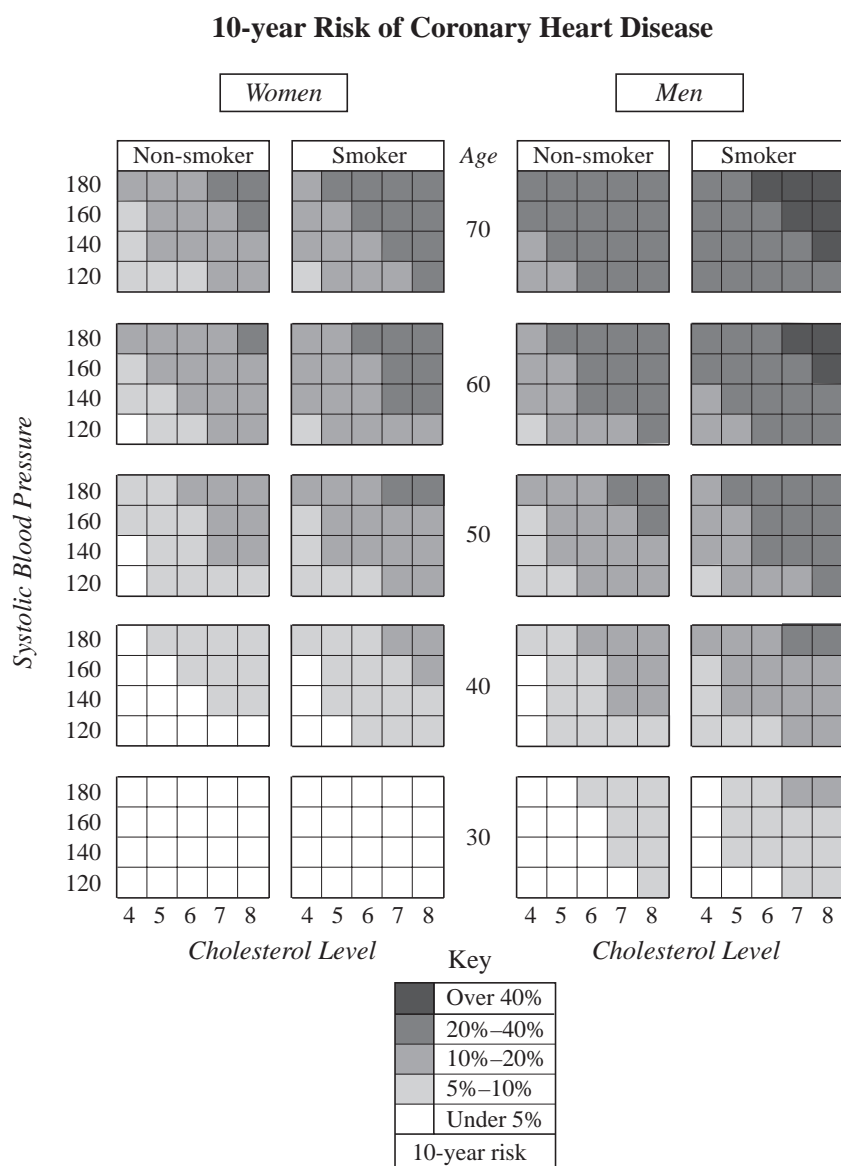 10-year Risk of Coronary Heart Disease
Women
Men
Non-smoker Smoker Age Non-smoker Smoker
180
160
70
140
120
180
160
60
140
120
Systolic Blood Pressure
180
160
50
140
120
180
160
40
140
120
180
160
30
140
120
4 5 6 7 8 4 5 6 7 8 4 5 6 7 8 4 5 6 7 8
Cholesterol Level Cholesterol Level
Key
Over 40%
20%–40%
10%–20%
5%–10%
Under 5%
10-year risk